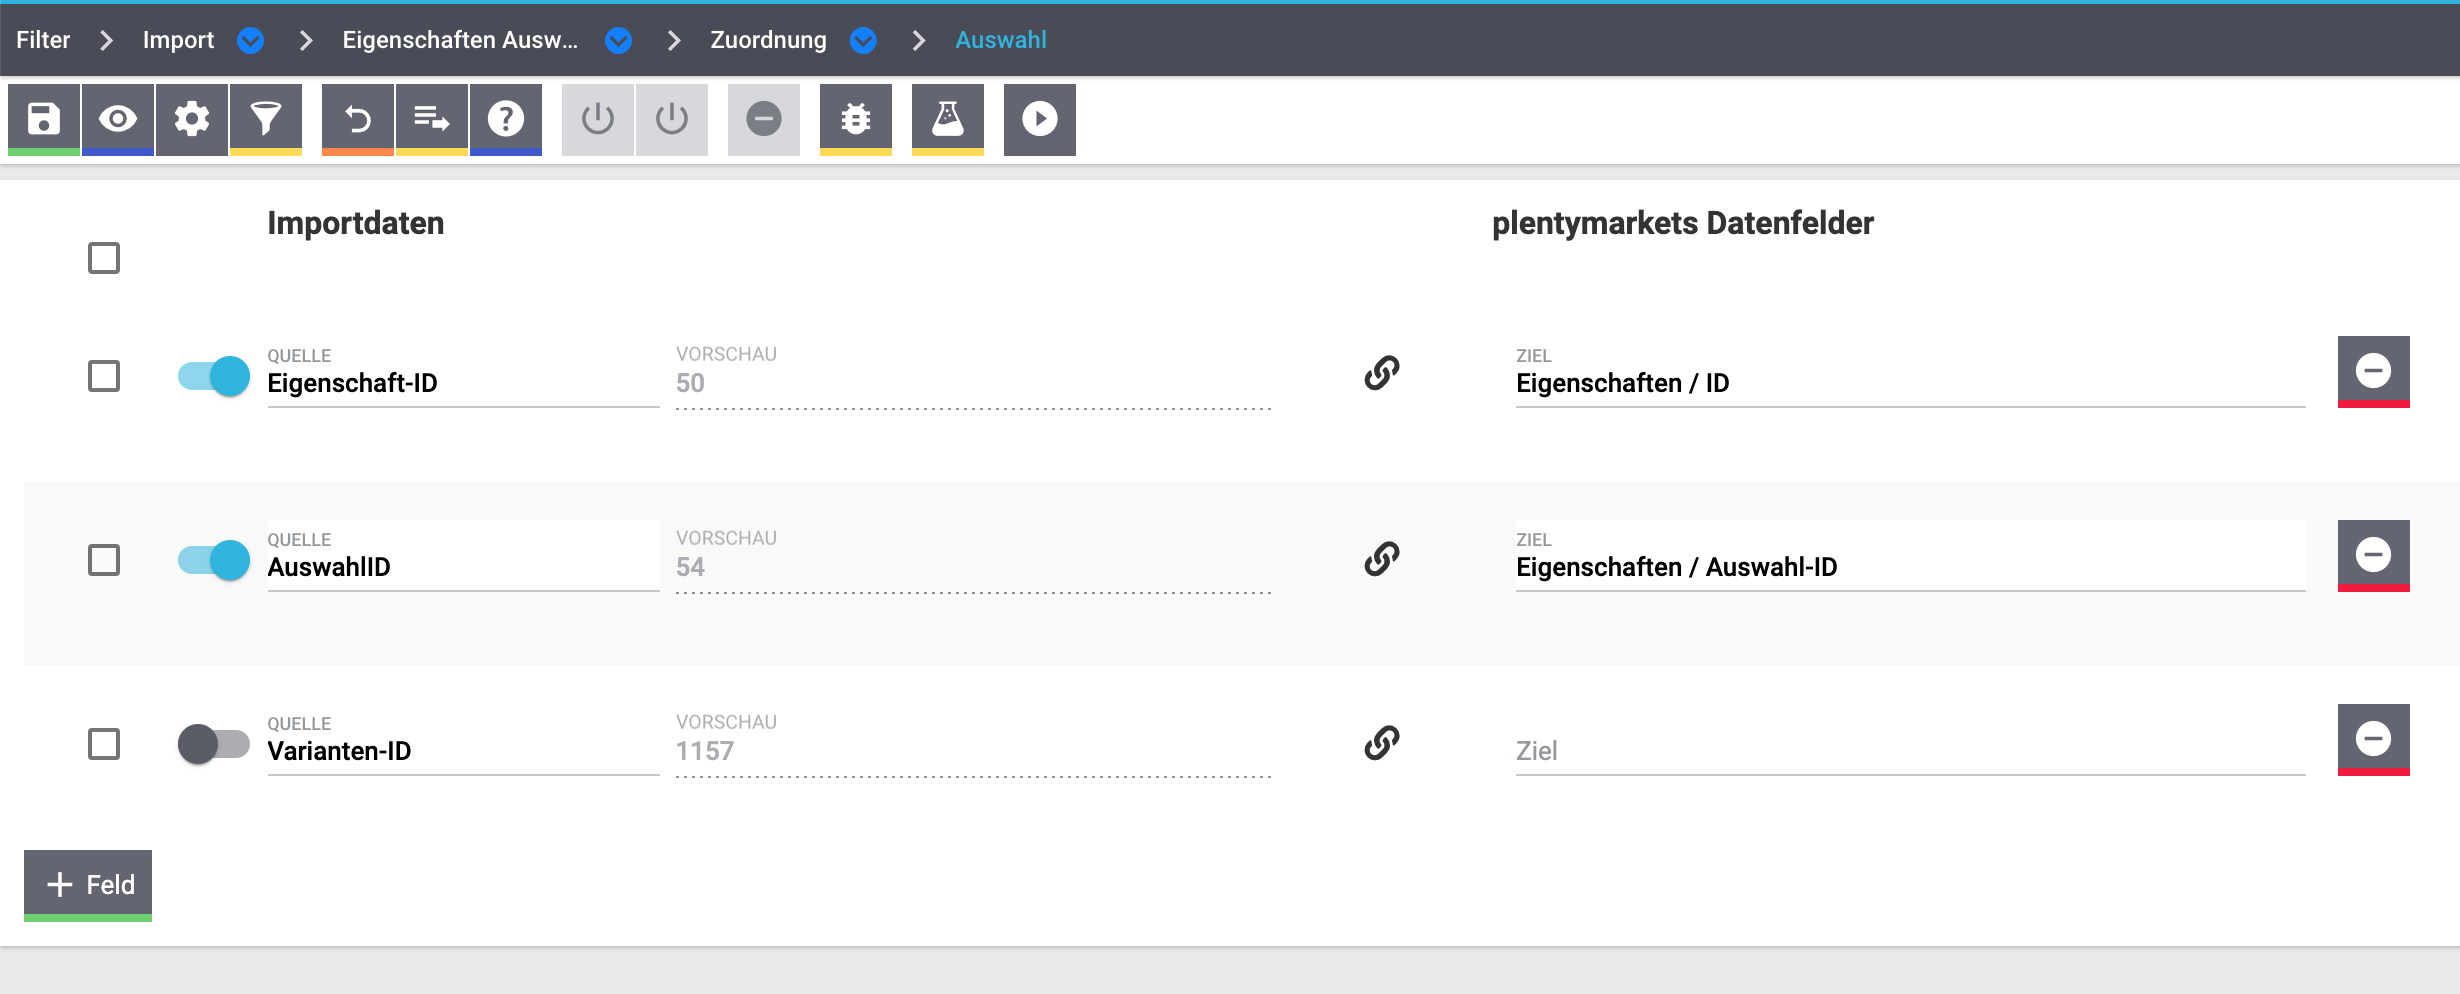 Filter Import Eigenschaften Ausw... Zuordnung Auswahl
Importdaten plentymarkets Datenfelder
QUELLE VORSCHAU ZIEL
Eigenschaft-ID 50 Eigenschaften / ID
QUELLE VORSCHAU ZIEL
AuswahlID 54 Eigenschaften / Auswahl-ID
QUELLE VORSCHAU
Varianten-ID 1157 Ziel
+ Feld